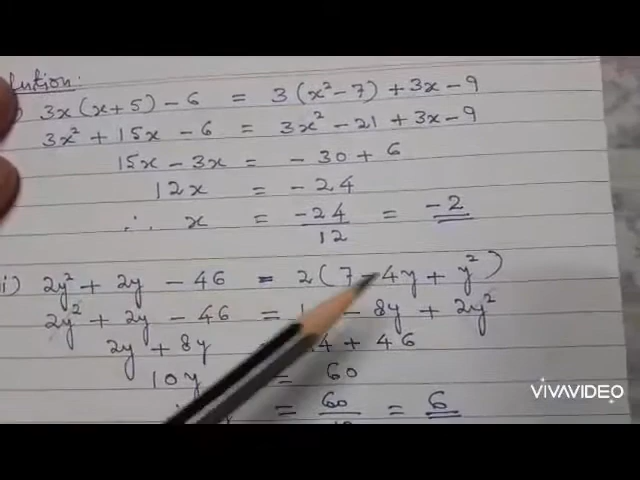 lution:
) 3x(x+5) - 6 = 3(x² - 7) + 3x - 9
3x² + 15x - 6 = 3x² - 21 + 3x - 9
15x - 3x = - 30 + 6
12x = - 24
∴ x = -24/12 = -2
ii) 2y² + 2y - 46 = 2(7 - 4y + y²)
2y² + 2y - 46 = 1 - 8y + 2y²
2y + 8y 4 + 46
10y = 60
= 60 = 6
VIVAVIDEO